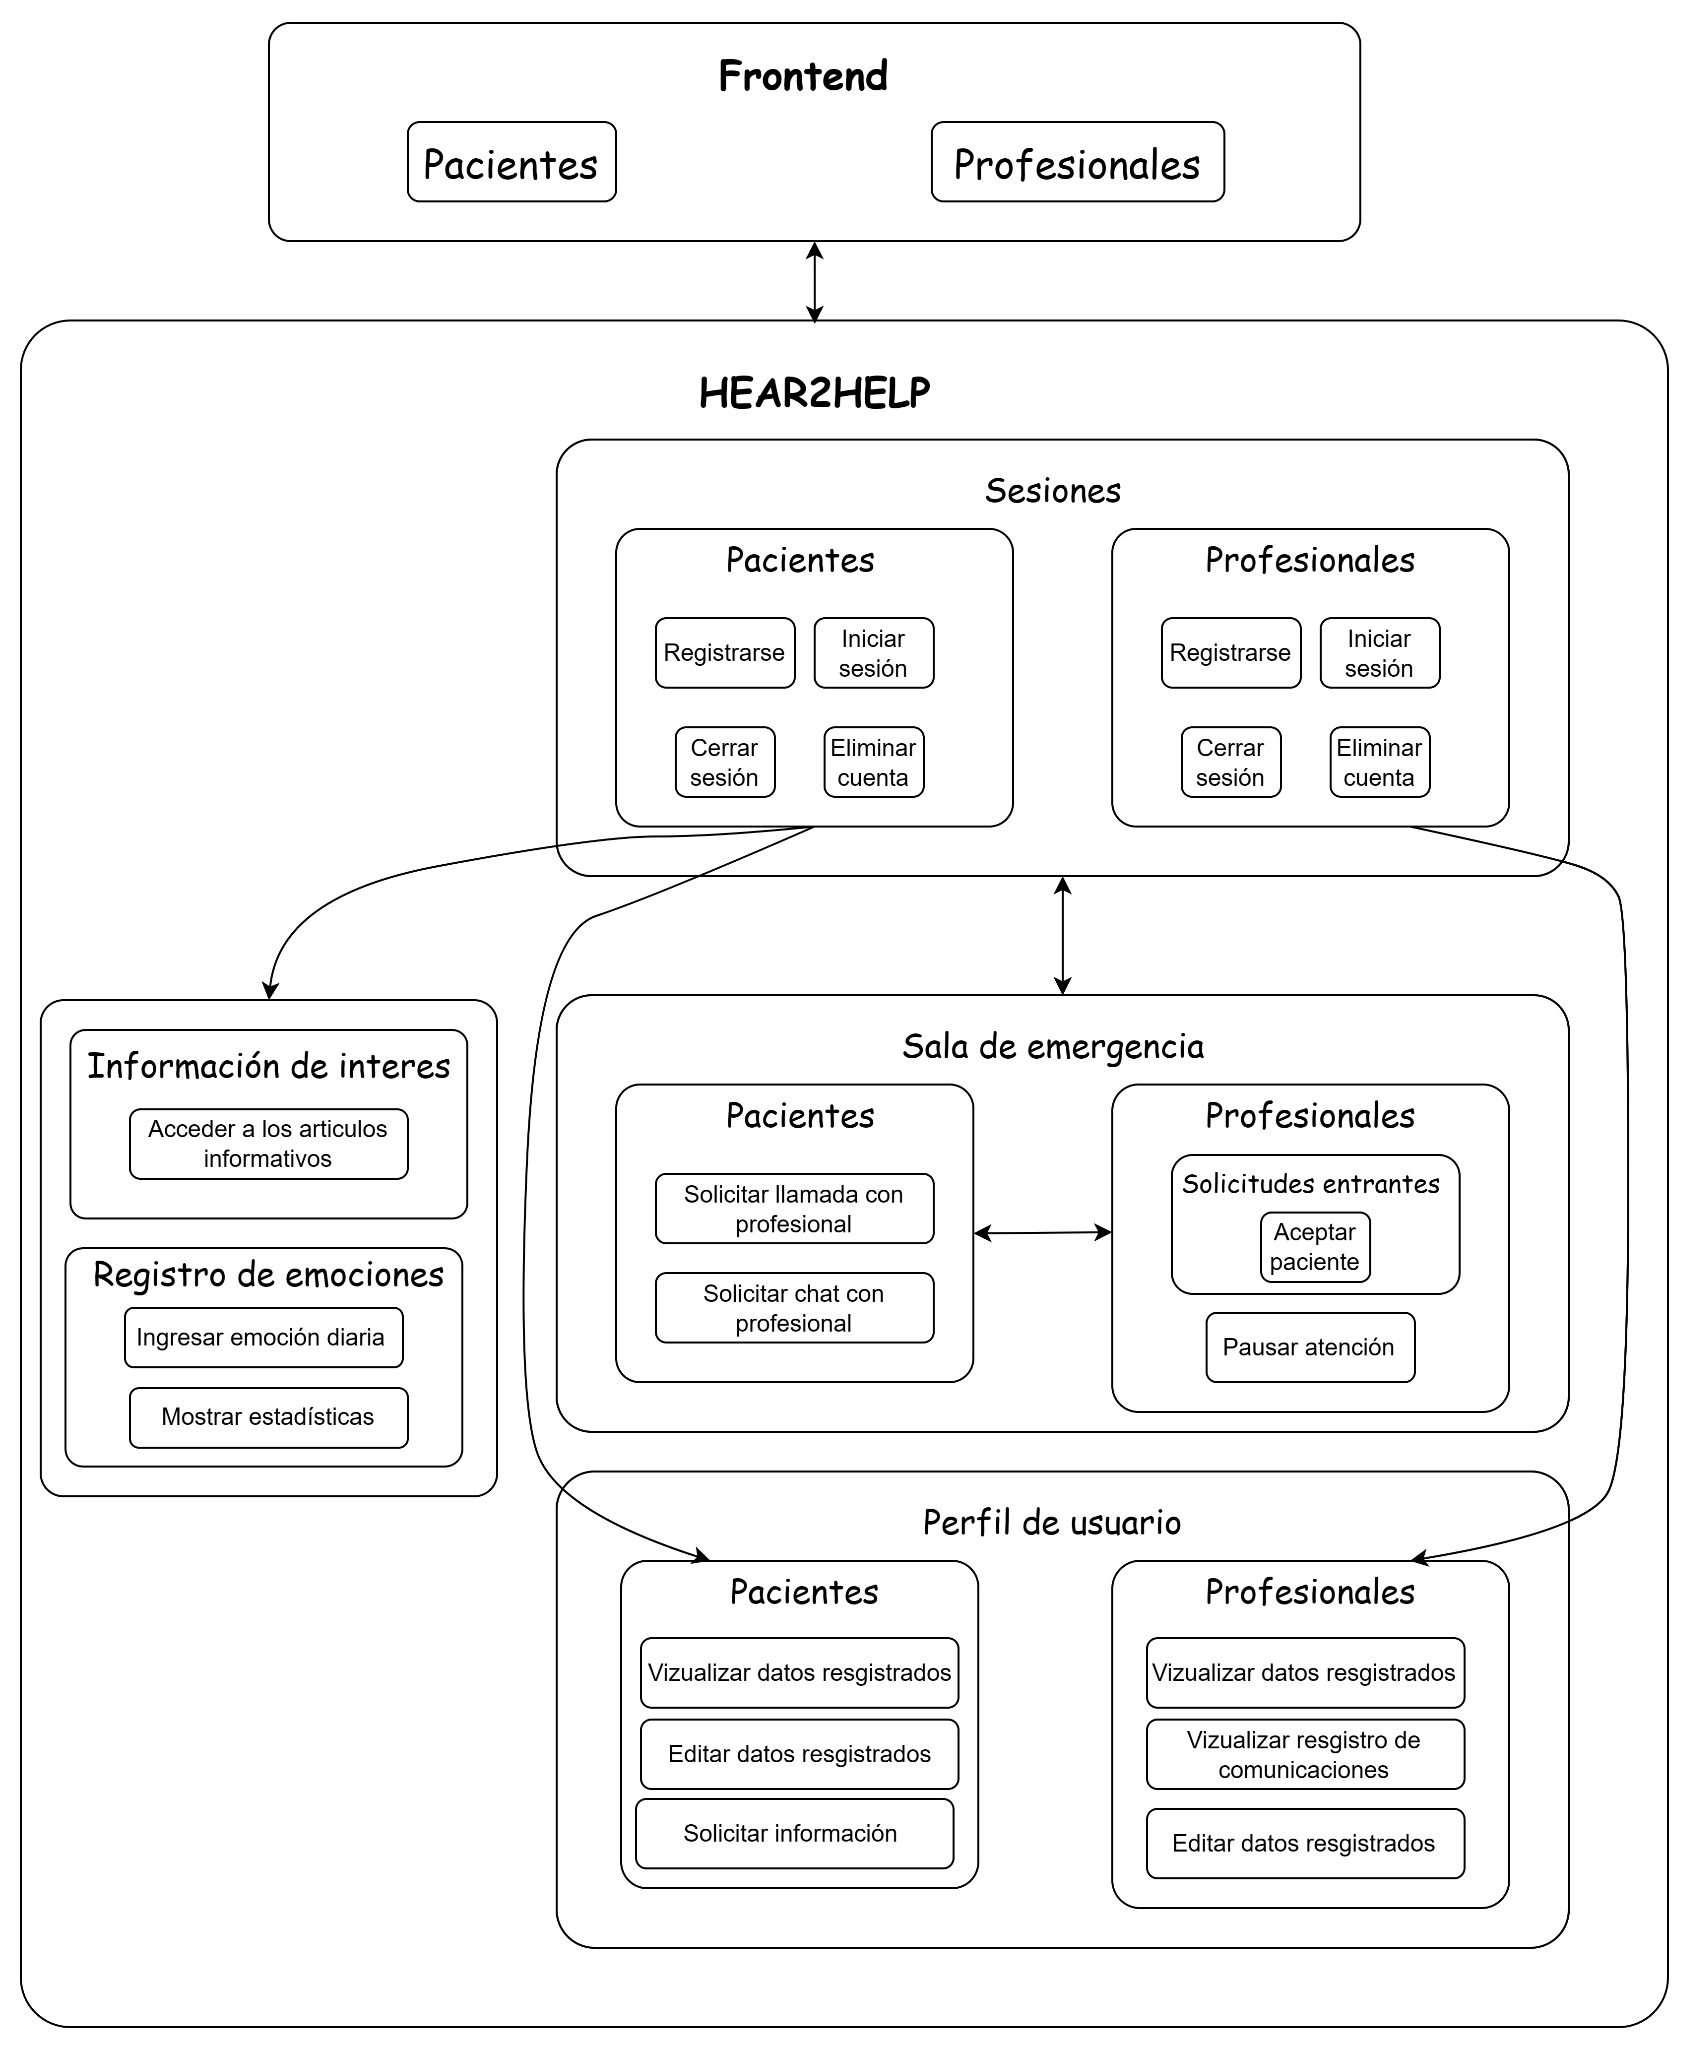 Frontend
Pacientes
Profesionales
HEAR2HELP
Sesiones
Pacientes
Registrarse
Iniciar
sesión
Cerrar
sesión
Eliminar
cuenta
Profesionales
Registrarse
Iniciar
sesión
Cerrar
sesión
Eliminar
cuenta
Información de interes
Acceder a los articulos
informativos
Registro de emociones
Ingresar emoción diaria
Mostrar estadísticas
Sala de emergencia
Pacientes
Solicitar llamada con
profesional
Solicitar chat con
profesional
Profesionales
Solicitudes entrantes
Aceptar
paciente
Pausar atención
Perfil de usuario
Pacientes
Vizualizar datos resgistrados
Editar datos resgistrados
Solicitar información
Profesionales
Vizualizar datos resgistrados
Vizualizar resgistro de
comunicaciones
Editar datos resgistrados